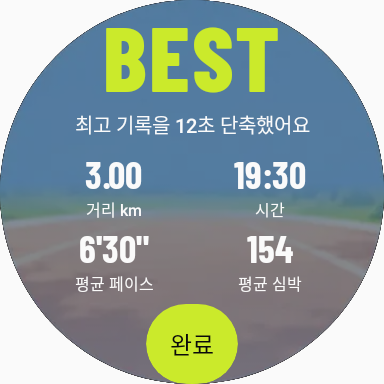 BEST
최고 기록을 12초 단축했어요
3.00 19:30
거리 km 시간
6'30" 154
평균 페이스 평균 심박
완료